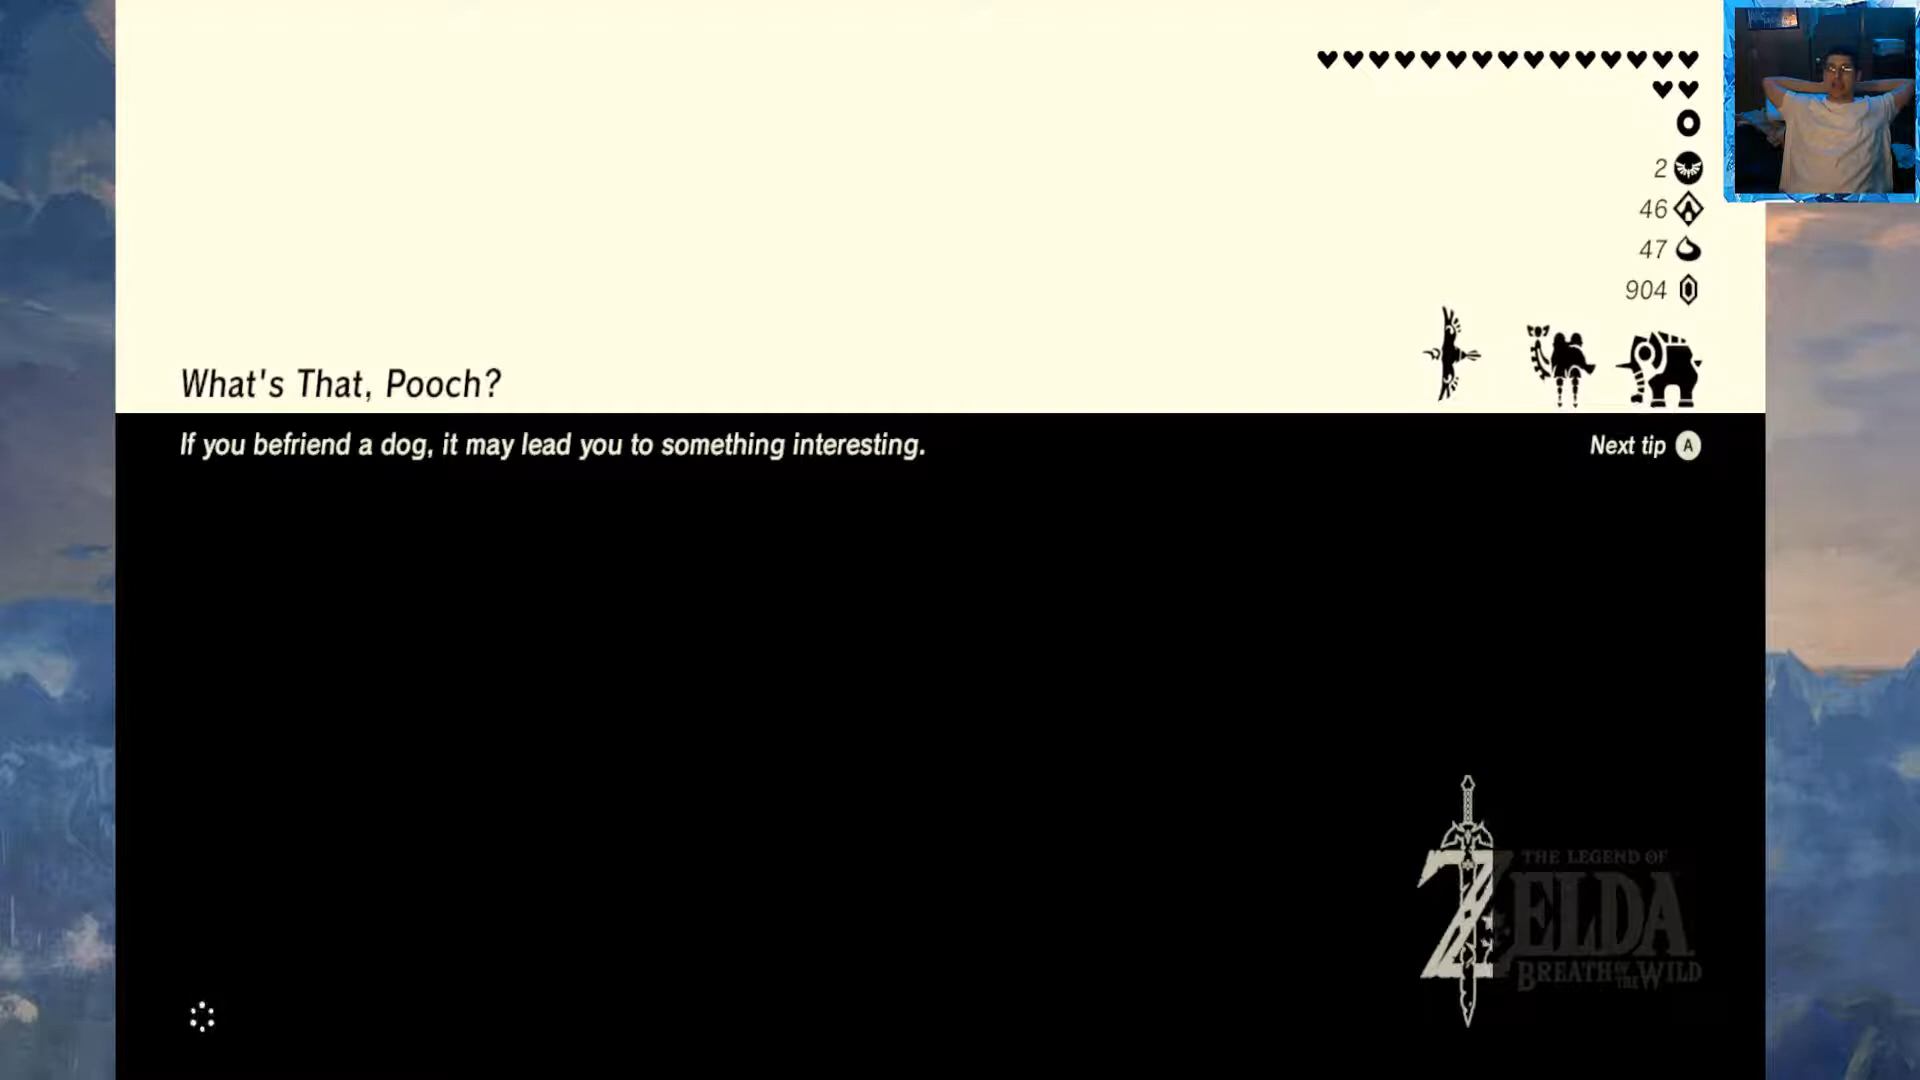 2
46
47
904
What's That, Pooch?
If you befriend a dog, it may lead you to something interesting.
Next tip A
THE LEGEND OF
ZELDA
BREATH OF THE WILD